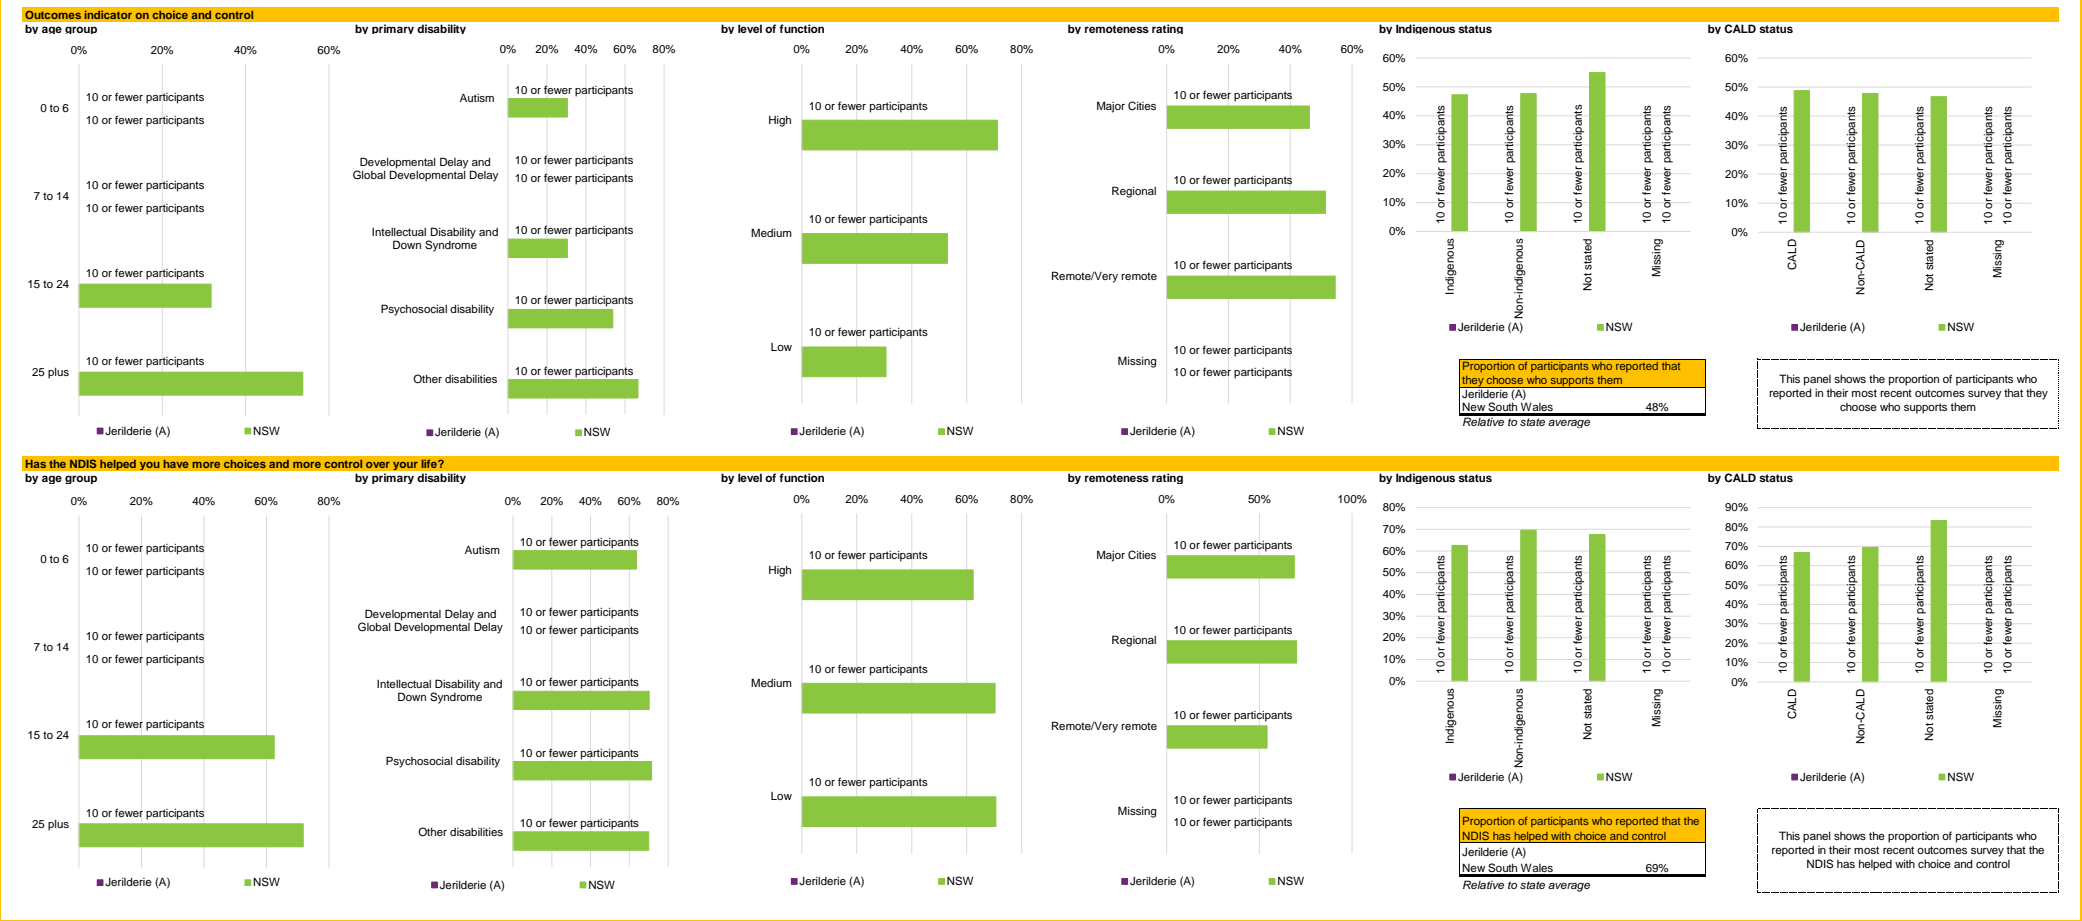 Outcomes indicator on choice and control
by age group
0%
20%
40%
60%
0 to 6
10 or fewer participants
10 or fewer participants
7 to 14
10 or fewer participants
10 or fewer participants
15 to 24
10 or fewer participants
25 plus
10 or fewer participants
Jerilderie (A)
NSW
by primary disability
0%
20%
40%
60%
80%
Autism
10 or fewer participants
Developmental Delay and
Global Developmental Delay
10 or fewer participants
10 or fewer participants
Intellectual Disability and
Down Syndrome
10 or fewer participants
Psychosocial disability
10 or fewer participants
Other disabilities
10 or fewer participants
Jerilderie (A)
NSW
by level of function
0%
20%
40%
60%
80%
High
10 or fewer participants
Medium
10 or fewer participants
Low
10 or fewer participants
Jerilderie (A)
NSW
by remoteness rating
0%
20%
40%
60%
Major Cities
10 or fewer participants
Regional
10 or fewer participants
Remote/Very remote
10 or fewer participants
Missing
10 or fewer participants
10 or fewer participants
Jerilderie (A)
NSW
by Indigenous status
60%
50%
40%
30%
20%
10%
0%
10 or fewer participants
10 or fewer participants
10 or fewer participants
10 or fewer participants
10 or fewer participants
Indigenous
Non-indigenous
Not stated
Missing
Jerilderie (A)
NSW
by CALD status
60%
50%
40%
30%
20%
10%
0%
10 or fewer participants
10 or fewer participants
10 or fewer participants
10 or fewer participants
10 or fewer participants
CALD
Non-CALD
Not stated
Missing
Jerilderie (A)
NSW
Proportion of participants who reported that
they choose who supports them
Jerilderie (A)
New South Wales 48%
Relative to state average
This panel shows the proportion of participants who
reported in their most recent outcomes survey that they
choose who supports them
Has the NDIS helped you have more choices and more control over your life?
by age group
0%
20%
40%
60%
80%
0 to 6
10 or fewer participants
10 or fewer participants
7 to 14
10 or fewer participants
10 or fewer participants
15 to 24
10 or fewer participants
25 plus
10 or fewer participants
Jerilderie (A)
NSW
by primary disability
0%
20%
40%
60%
80%
Autism
10 or fewer participants
Developmental Delay and
Global Developmental Delay
10 or fewer participants
10 or fewer participants
Intellectual Disability and
Down Syndrome
10 or fewer participants
Psychosocial disability
10 or fewer participants
Other disabilities
10 or fewer participants
Jerilderie (A)
NSW
by level of function
0%
20%
40%
60%
80%
High
10 or fewer participants
Medium
10 or fewer participants
Low
10 or fewer participants
Jerilderie (A)
NSW
by remoteness rating
0%
50%
100%
Major Cities
10 or fewer participants
Regional
10 or fewer participants
Remote/Very remote
10 or fewer participants
Missing
10 or fewer participants
10 or fewer participants
Jerilderie (A)
NSW
by Indigenous status
80%
70%
60%
50%
40%
30%
20%
10%
0%
10 or fewer participants
10 or fewer participants
10 or fewer participants
10 or fewer participants
10 or fewer participants
Indigenous
Non-indigenous
Not stated
Missing
Jerilderie (A)
NSW
by CALD status
90%
80%
70%
60%
50%
40%
30%
20%
10%
0%
10 or fewer participants
10 or fewer participants
10 or fewer participants
10 or fewer participants
10 or fewer participants
CALD
Non-CALD
Not stated
Missing
Jerilderie (A)
NSW
Proportion of participants who reported that the
NDIS has helped with choice and control
Jerilderie (A)
New South Wales 69%
Relative to state average
This panel shows the proportion of participants who
reported in their most recent outcomes survey that the
NDIS has helped with choice and control